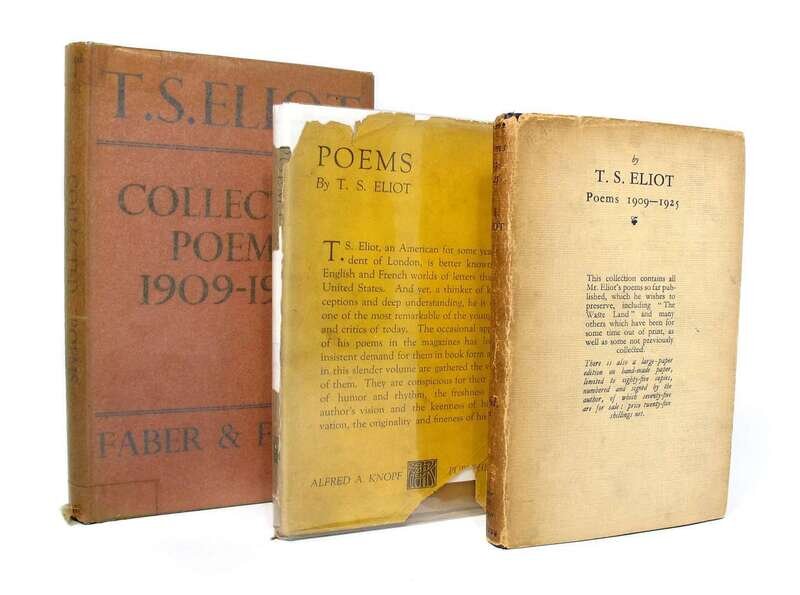 T.S.ELIOT
COLLECT
POEM
1909-19
FABER & F
COLLECTED POEMS
POEMS
By T. S. ELIOT
T. S. Eliot, an American for some yea
dent of London, is better known
English and French worlds of letters tha
United States. And yet, a thinker of k
ceptions and deep understanding, he is
one of the most remarkable of the young
and critics of today. The occasional app
of his poems in the magazines has
insistent demand for them in book form a
in this slender volume are gathered the
of them. They are conspicious for their
of humor and rhythm, the freshness
author's vision and the keenness of his
vation, the originality and fineness of his
ALFRED A. KNOPF
by
T. S. ELIOT
Poems 1909—1925
This collection contains all
Mr. Eliot's poems so far pub-
lished, which he wishes to
preserve, including "The
Waste Land" and many
others which have been for
some time out of print, as
well as some not previously
collected.
There is also a large-paper
edition on hand-made paper,
limited to eighty-five copies,
numbered and signed by the
author, of which seventy-five
are for sale: price twenty-five
shillings net.